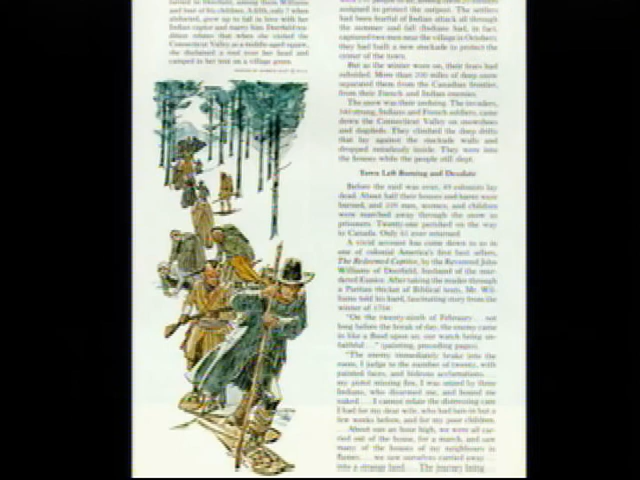 turned to Deerfield, among them Williams
and four of his children. A fifth, only 7 when
abducted, grew up to fall in love with her
Indian captor and marry him. Deerfield tra-
dition relates that when she visited the
Connecticut Valley as a middle-aged squaw,
she disdained a roof over her head and
camped in her tent on a village green.
assigned to protect the outpost. The settlers
had been fearful of Indian attack all through
the summer and fall (Indians had, in fact,
captured two men near the village in October);
they had built a new stockade to protect the
center of the town.
But as the winter wore on, their fears had
subsided. More than 200 miles of deep snow
separated them from the Canadian frontier,
from their French and Indian enemies.
The snow was their undoing. The invaders,
340 strong, Indians and French soldiers, came
down the Connecticut Valley on snowshoes
and dogsleds. They climbed the deep drifts
that lay against the stockade walls and
dropped noiselessly inside. They were into
the houses while the people still slept.
Town Left Burning and Desolate
Before the raid was over, 49 colonists lay
dead. About half their houses and barns were
burned, and 109 men, women, and children
were marched away through the snow as
prisoners. Twenty-one perished on the way
to Canada. Only 61 ever returned.
A vivid account has come down to us in
one of colonial America's first best sellers,
The Redeemed Captive, by the Reverend John
Williams of Deerfield, husband of the mur-
dered Eunice. After taking the reader through
a Puritan thicket of Biblical texts, Mr. Wil-
liams told his hard, fascinating story from the
winter of 1704:
"On the twenty-ninth of February... not
long before the break of day, the enemy came
in like a flood upon us; our watch being un-
faithful..." (painting, preceding pages).
"The enemy immediately brake into the
room, I judge to the number of twenty, with
painted faces, and hideous acclamations....
my pistol missing fire, I was seized by three
Indians, who disarmed me, and bound me
naked.... I cannot relate the distressing care
I had for my dear wife, who had lain-in but a
few weeks before, and for my poor children.
... About sun an hour high, we were all car-
ried out of the house, for a march, and saw
many of the houses of my neighbours in
flames... we saw ourselves carried away...
into a strange land.... The journey being